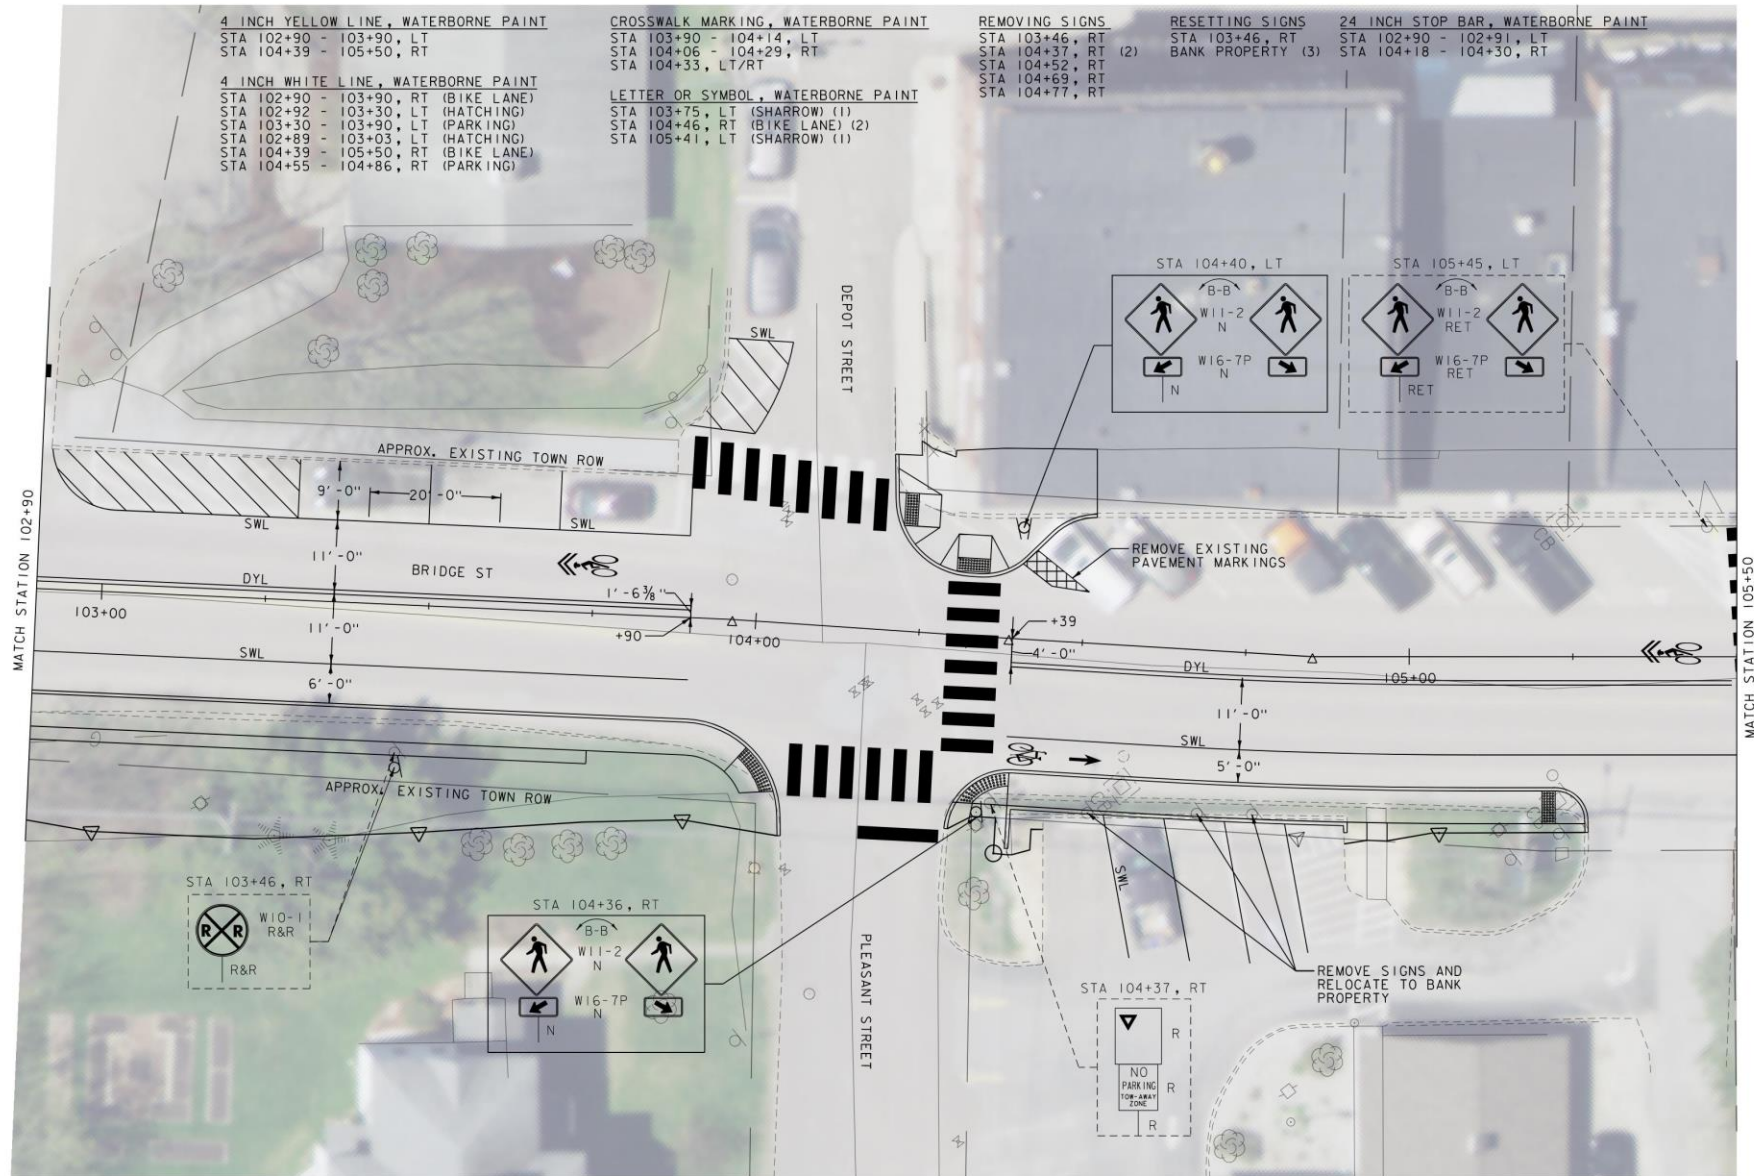 4 INCH YELLOW LINE, WATERBORNE PAINT
STA 102+90 - 103+90, LT
STA 104+39 - 105+50, RT
4 INCH WHITE LINE, WATERBORNE PAINT
STA 102+90 - 103+90, RT (BIKE LANE)
STA 102+92 - 103+30, LT (HATCHING)
STA 103+30 - 103+90, LT (PARKING)
STA 102+89 - 103+03, LT (HATCHING)
STA 104+39 - 105+50, RT (BIKE LANE)
STA 104+55 - 104+86, RT (PARKING)
CROSSWALK MARKING, WATERBORNE PAINT
STA 103+90 - 104+14, LT
STA 104+06 - 104+29, RT
STA 104+33, LT/RT
LETTER OR SYMBOL, WATERBORNE PAINT
STA 103+75, LT (SHARROW) (1)
STA 104+46, RT (BIKE LANE) (2)
STA 105+41, LT (SHARROW) (1)
REMOVING SIGNS
STA 103+46, RT
STA 104+37, RT (2)
STA 104+52, RT
STA 104+69, RT
STA 104+77, RT
RESETTING SIGNS
STA 103+46, RT
BANK PROPERTY (3)
24 INCH STOP BAR, WATERBORNE PAINT
STA 102+90 - 102+91, LT
STA 104+18 - 104+30, RT
STA 104+40, LT
B-B
W11-2
N
W16-7P
N
N
STA 105+45, LT
B-B
W11-2
RET
W16-7P
RET
RET
DEPOT STREET
SWL
APPROX. EXISTING TOWN ROW
9'-0"
20'-0"
SWL
SWL
11'-0"
BRIDGE ST
DYL
1'-6⅜"
103+00
11'-0"
+90
104+00
SWL
6'-0"
REMOVE EXISTING
PAVEMENT MARKINGS
CB
+39
4'-0"
DYL
105+00
11'-0"
SWL
5'-0"
MATCH STATION 102+90
MATCH STATION 105+50
APPROX. EXISTING TOWN ROW
STA 103+46, RT
R R
W10-1
R&R
R&R
STA 104+36, RT
B-B
W11-2
N
W16-7P
N
N
PLEASANT STREET
SWL
REMOVE SIGNS AND
RELOCATE TO BANK
PROPERTY
STA 104+37, RT
R
NO
PARKING
TOW-AWAY
ZONE
R
R